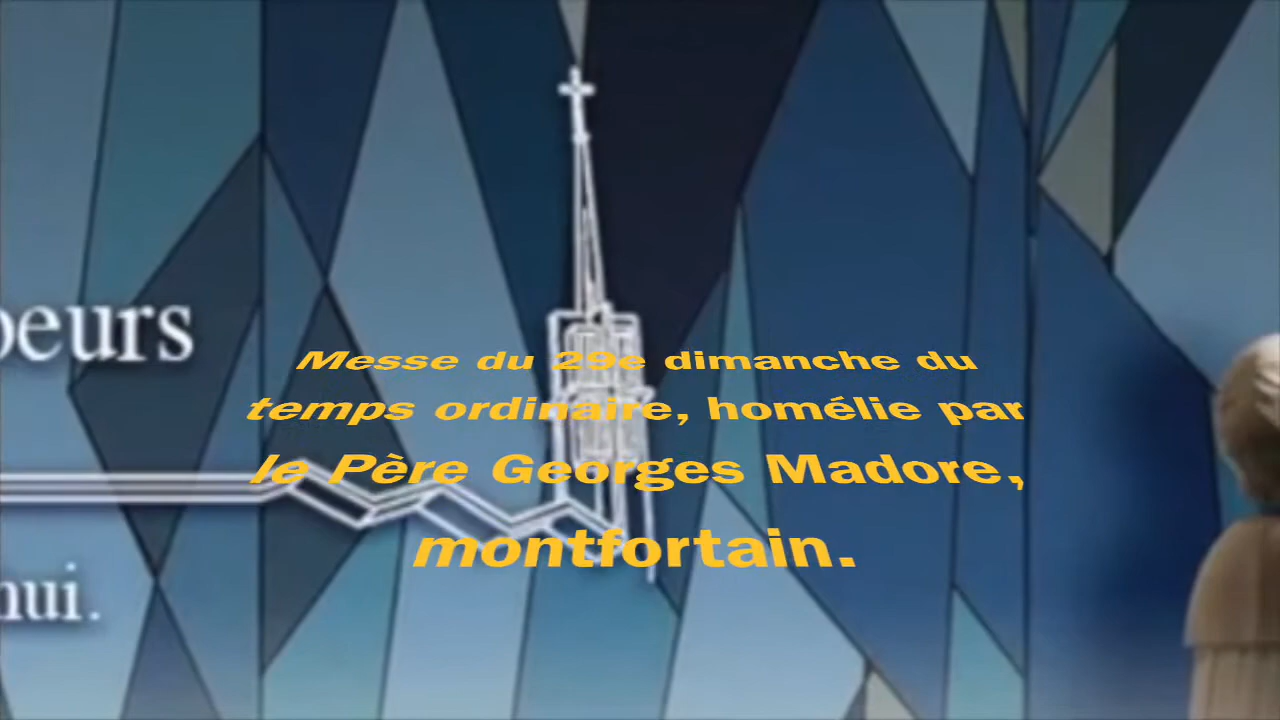 Messe du 29e dimanche du
temps ordinaire, homélie par
le Père Georges Madore,
montfortain.